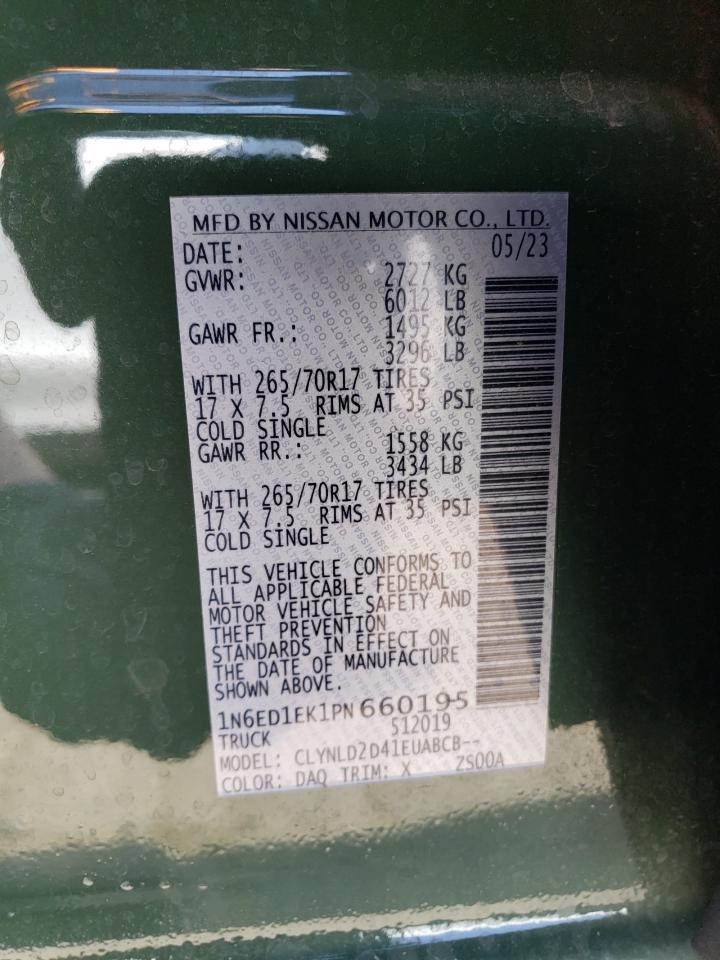 MFD BY NISSAN MOTOR CO., LTD.
DATE: 05/23
GVWR: 2727 KG
6012 LB
GAWR FR.: 1495 KG
3296 LB
WITH 265/70R17 TIRES
17 X 7.5 RIMS AT 35 PSI
COLD SINGLE
GAWR RR.: 1558 KG
3434 LB
WITH 265/70R17 TIRES
17 X 7.5 RIMS AT 35 PSI
COLD SINGLE
THIS VEHICLE CONFORMS TO
ALL APPLICABLE FEDERAL
MOTOR VEHICLE SAFETY AND
THEFT PREVENTION
STANDARDS IN EFFECT ON
THE DATE OF MANUFACTURE
SHOWN ABOVE.
1N6ED1EK1PN 660195
TRUCK S12019
MODEL: CLYNLD2D41EUABCB--
COLOR: DAQ TRIM: X ZS00A